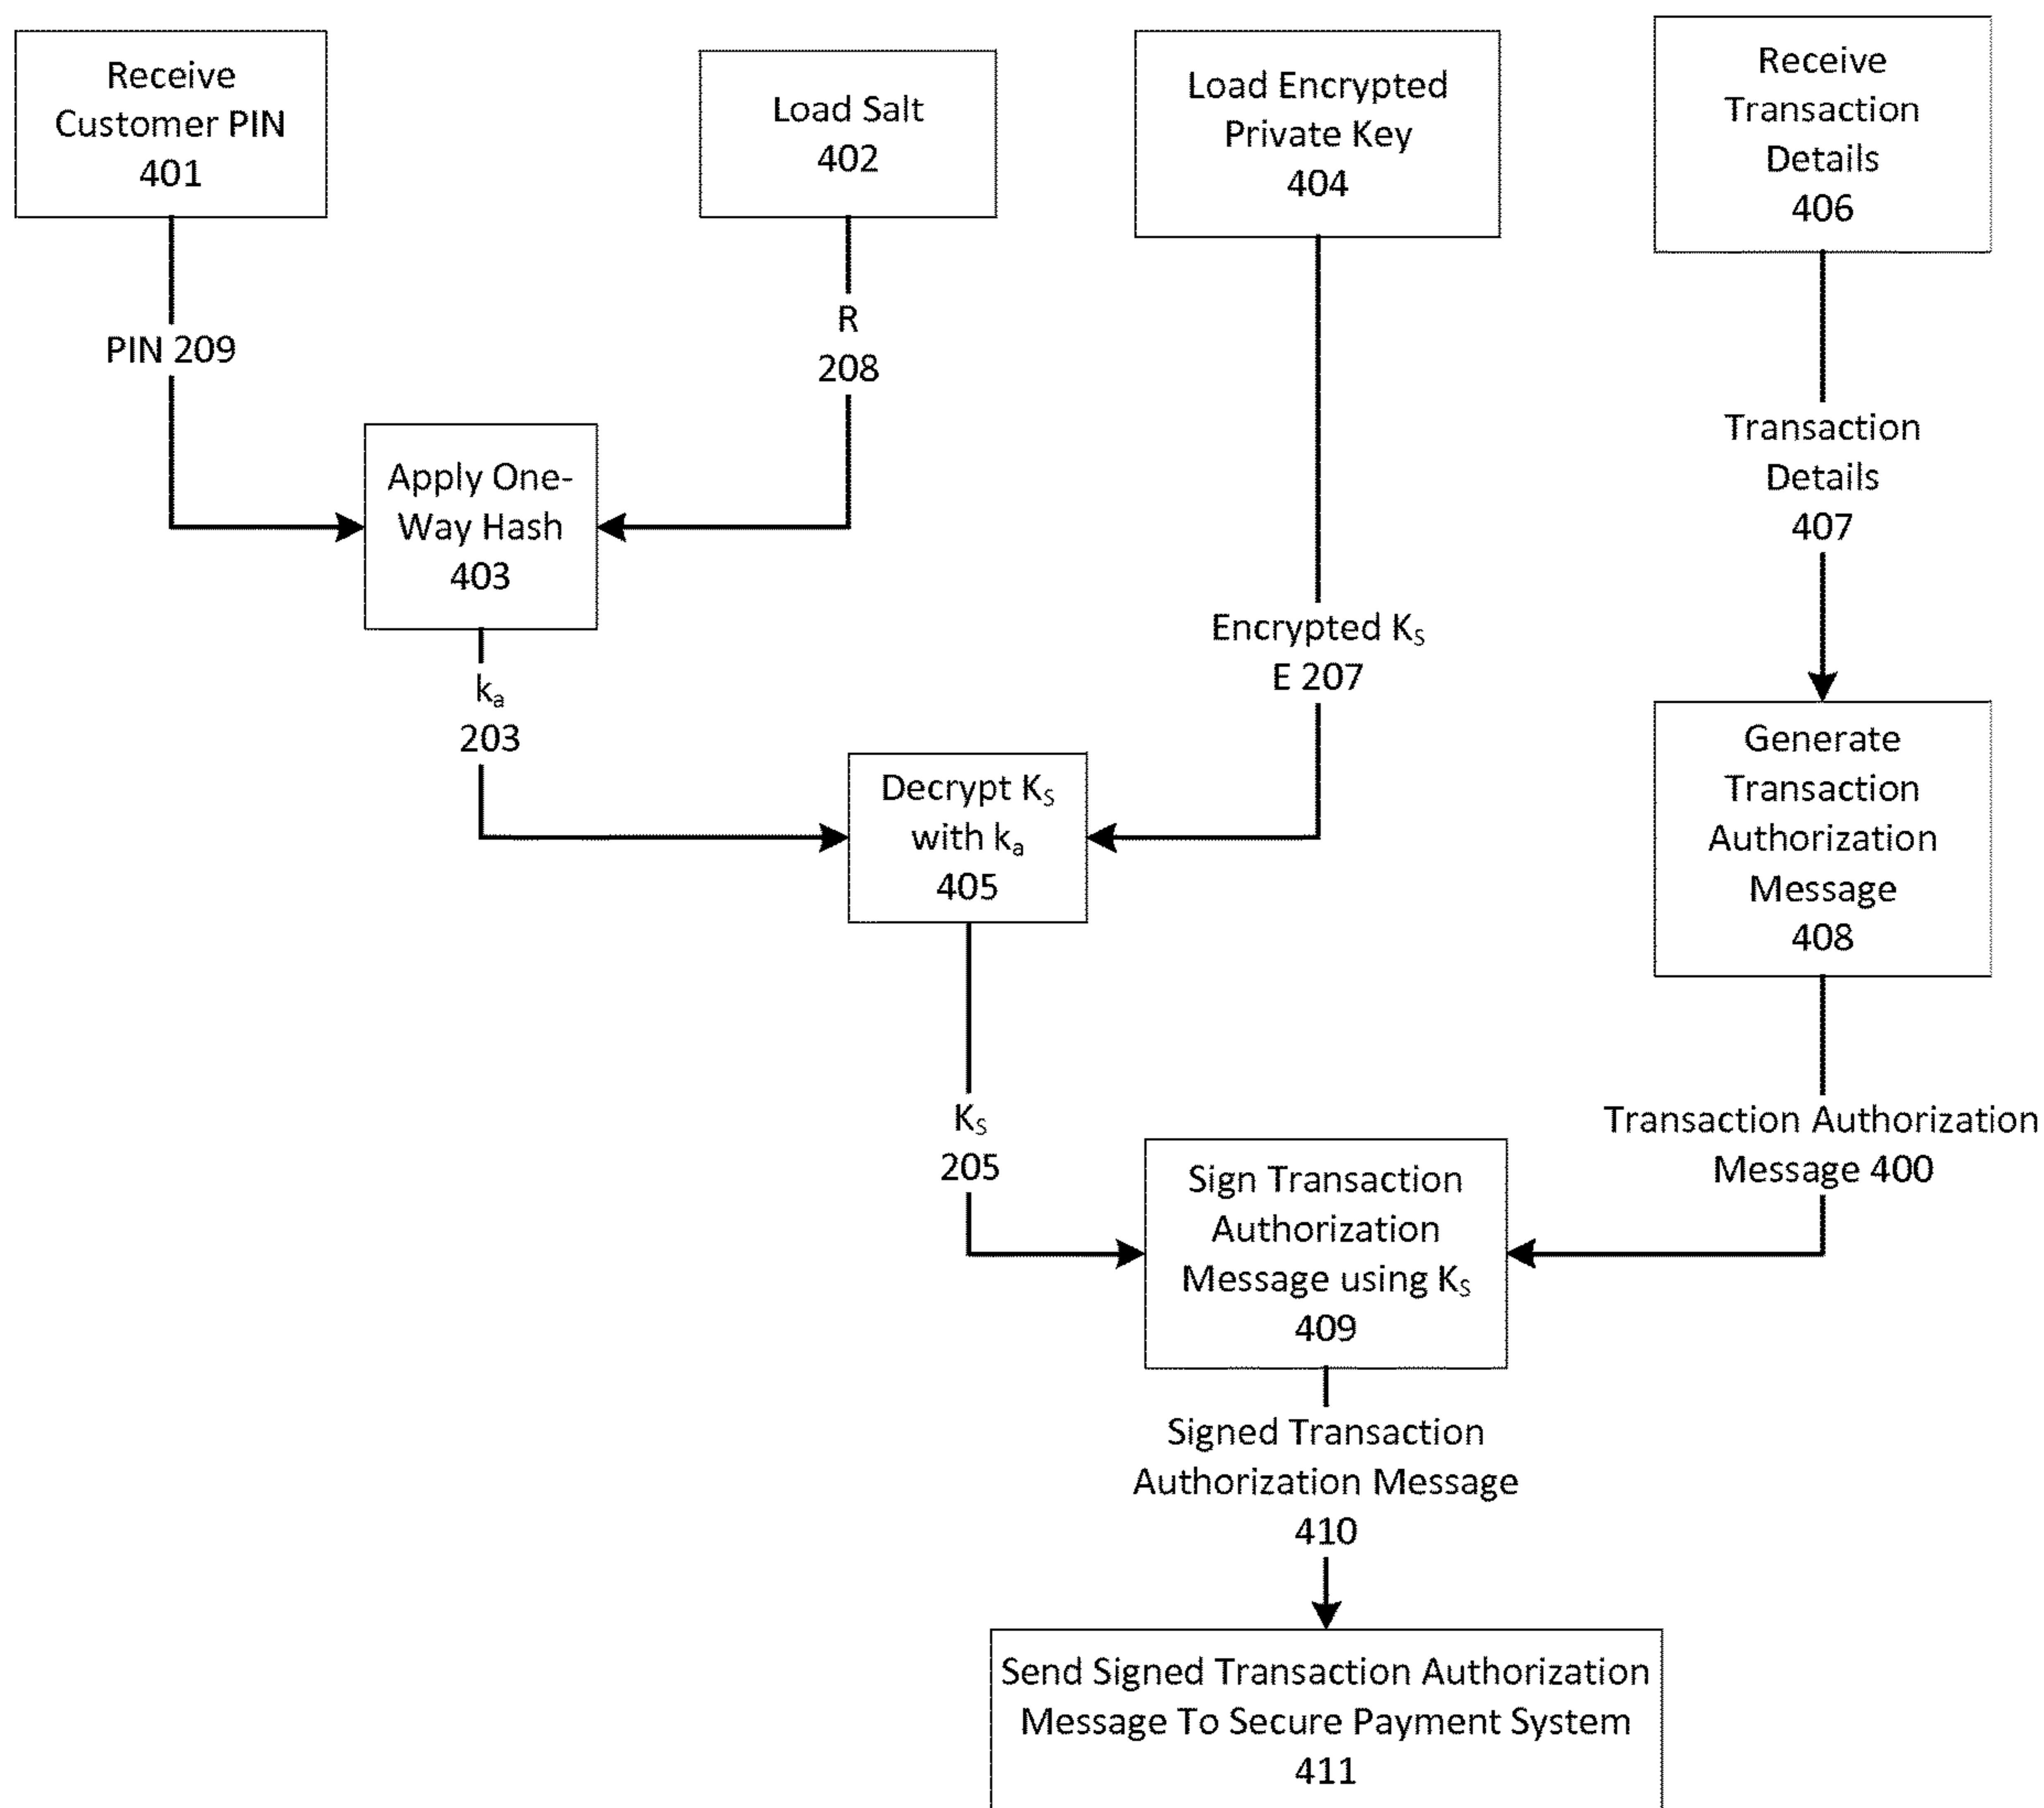 Receive
Customer PIN
401
Load Salt
402
Load Encrypted
Private Key
404
Receive
Transaction
Details
406
PIN 209
R
208
Transaction
Details
407
Apply One-
Way Hash
403
Encrypted Kₛ
E 207
kₐ
203
Decrypt Kₛ
with kₐ
405
Generate
Transaction
Authorization
Message
408
Kₛ
205
Transaction Authorization
Message 400
Sign Transaction
Authorization
Message using Kₛ
409
Signed Transaction
Authorization Message
410
Send Signed Transaction Authorization
Message To Secure Payment System
411